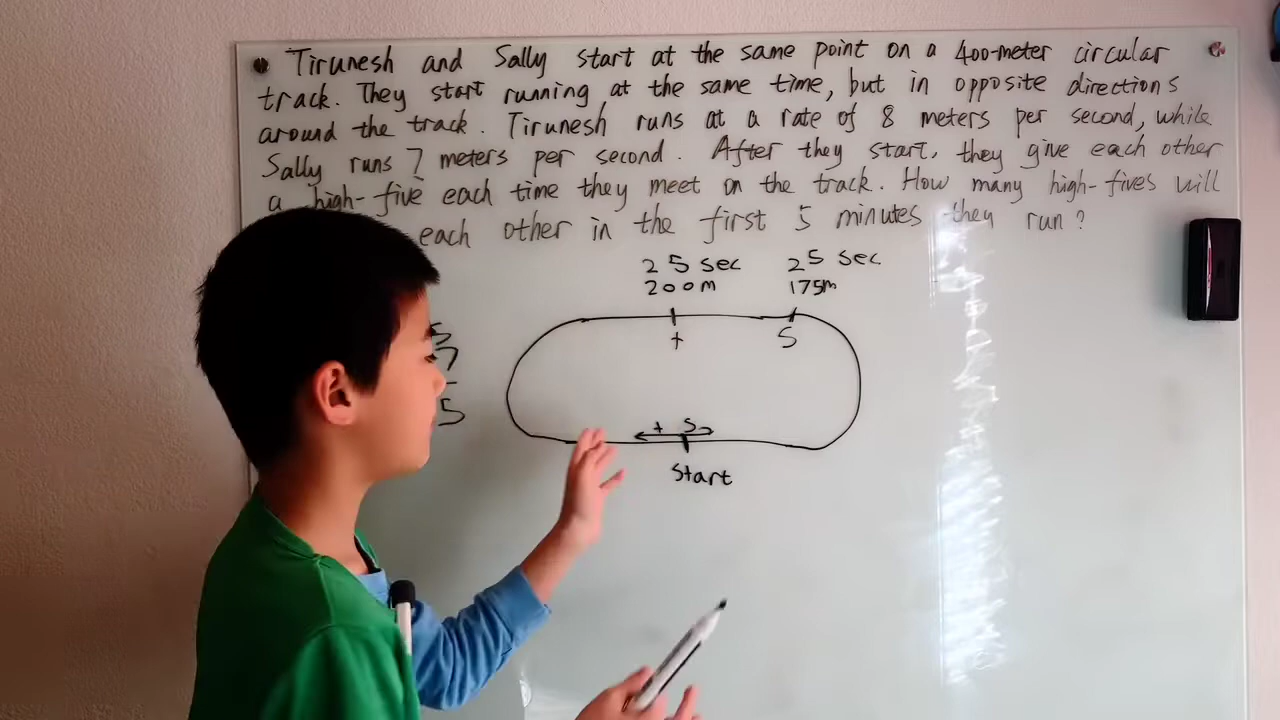 Tirunesh and Sally start at the same point on a 400-meter circular
track. They start running at the same time, but in opposite directions
around the track. Tirunesh runs at a rate of 8 meters per second, while
Sally runs 7 meters per second. After they start, they give each other
a high-five each time they meet on the track. How many high-fives will
each other in the first 5 minutes they run?
25 sec 25 sec
200m 175m
t S
5
7
5
t S
Start